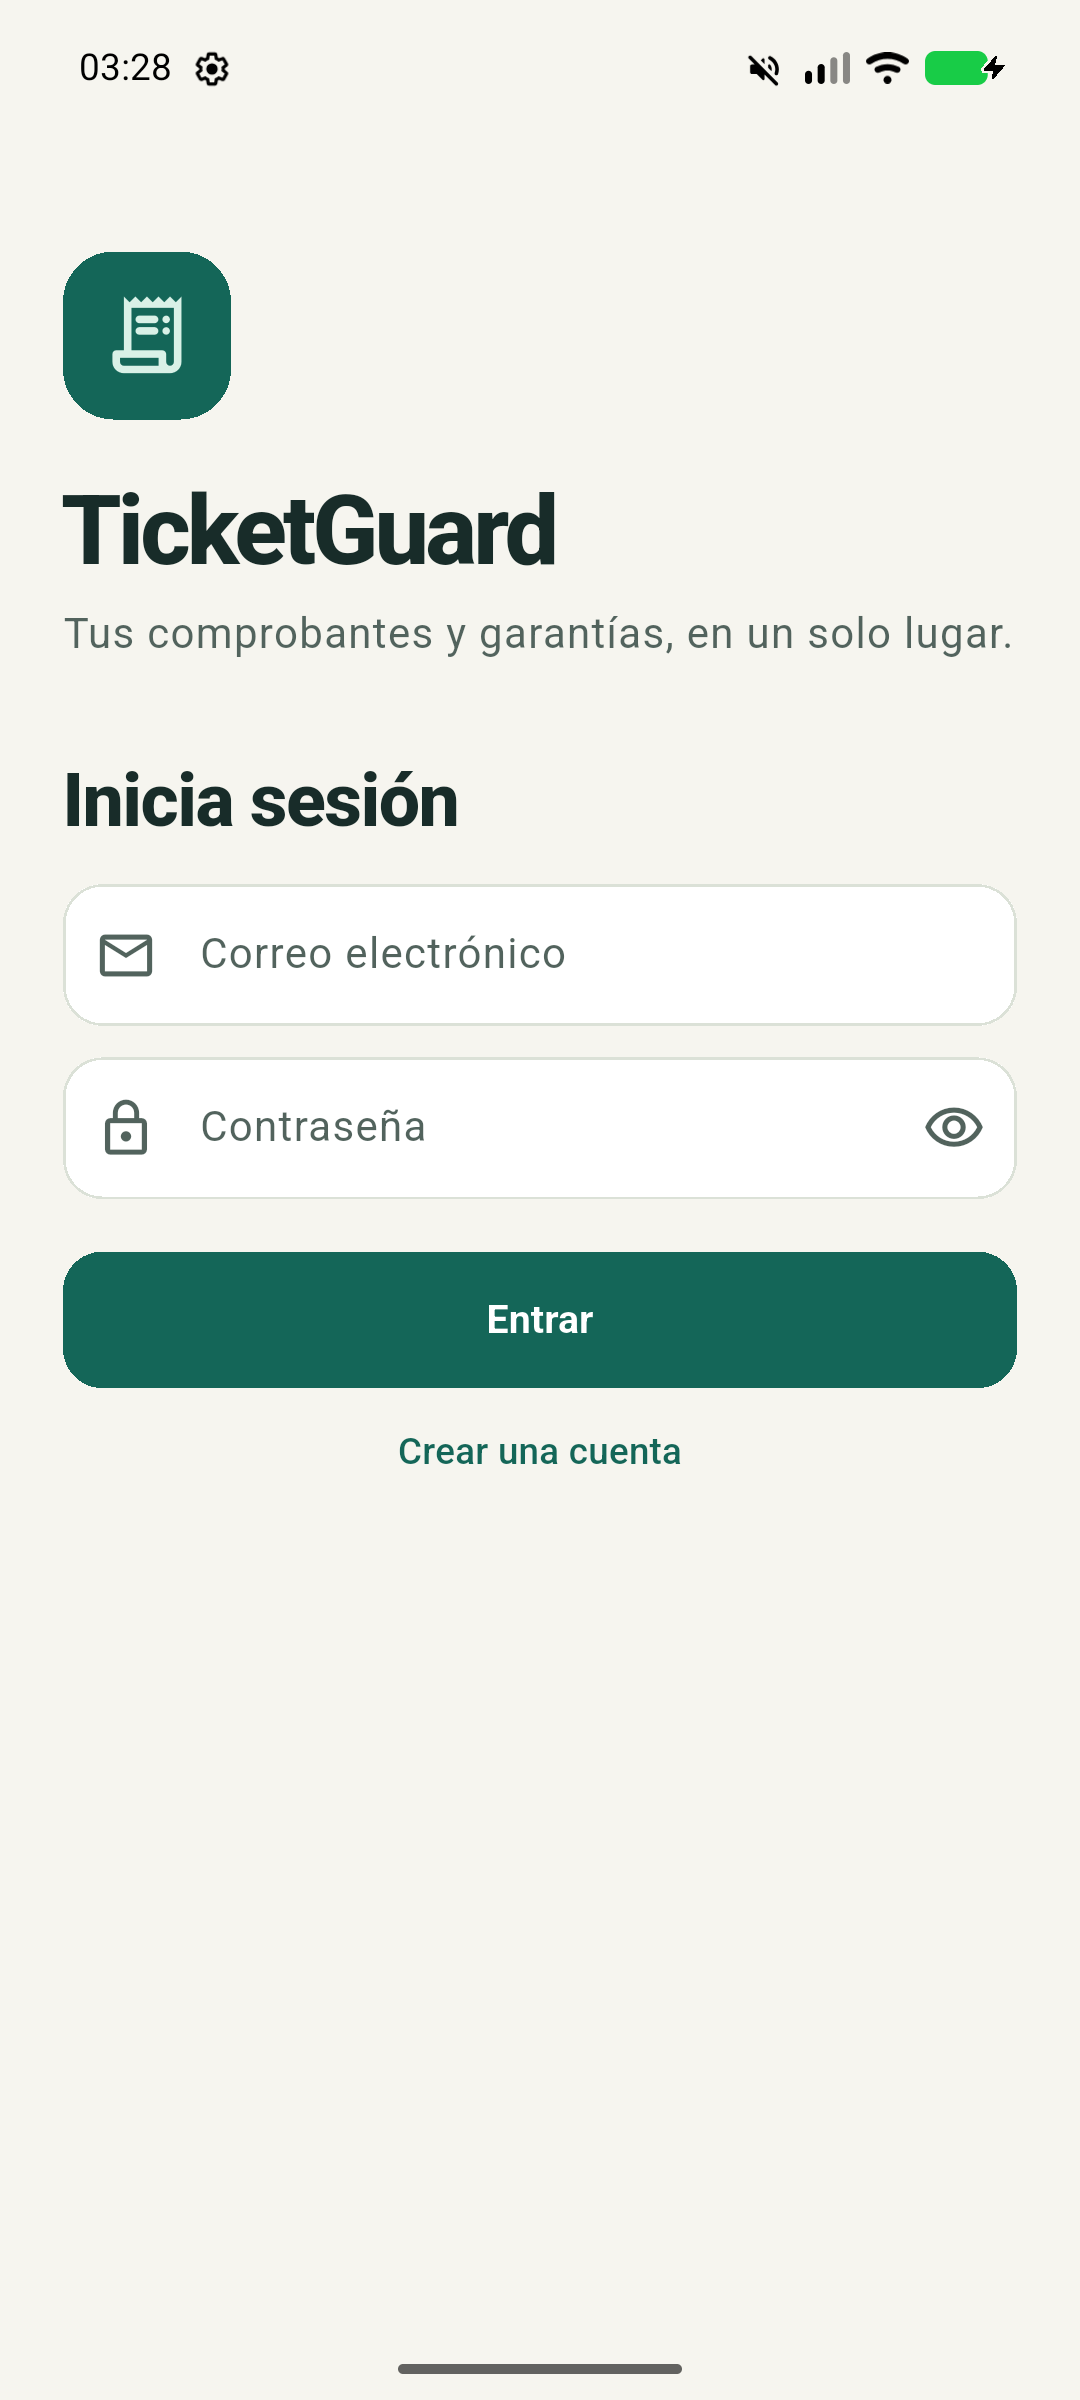 03:28
TicketGuard
Tus comprobantes y garantías, en un solo lugar.
Inicia sesión
Correo electrónico
Contraseña
Entrar
Crear una cuenta